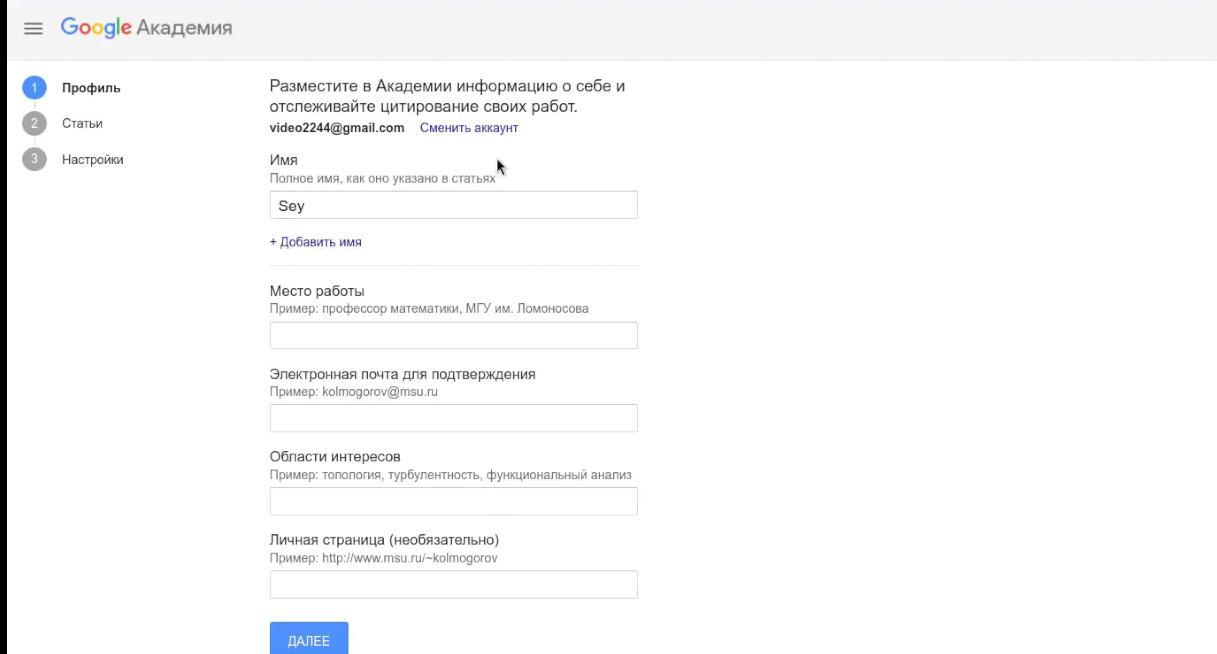 Google Академия
1 Профиль
2 Статьи
3 Настройки
Разместите в Академии информацию о себе и
отслеживайте цитирование своих работ.
video2244@gmail.com Сменить аккаунт
Имя
Полное имя, как оно указано в статьях
Sey
+ Добавить имя
Место работы
Пример: профессор математики, МГУ им. Ломоносова
Электронная почта для подтверждения
Пример: kolmogorov@msu.ru
Области интересов
Пример: топология, турбулентность, функциональный анализ
Личная страница (необязательно)
Пример: http://www.msu.ru/~kolmogorov
ДАЛЕЕ